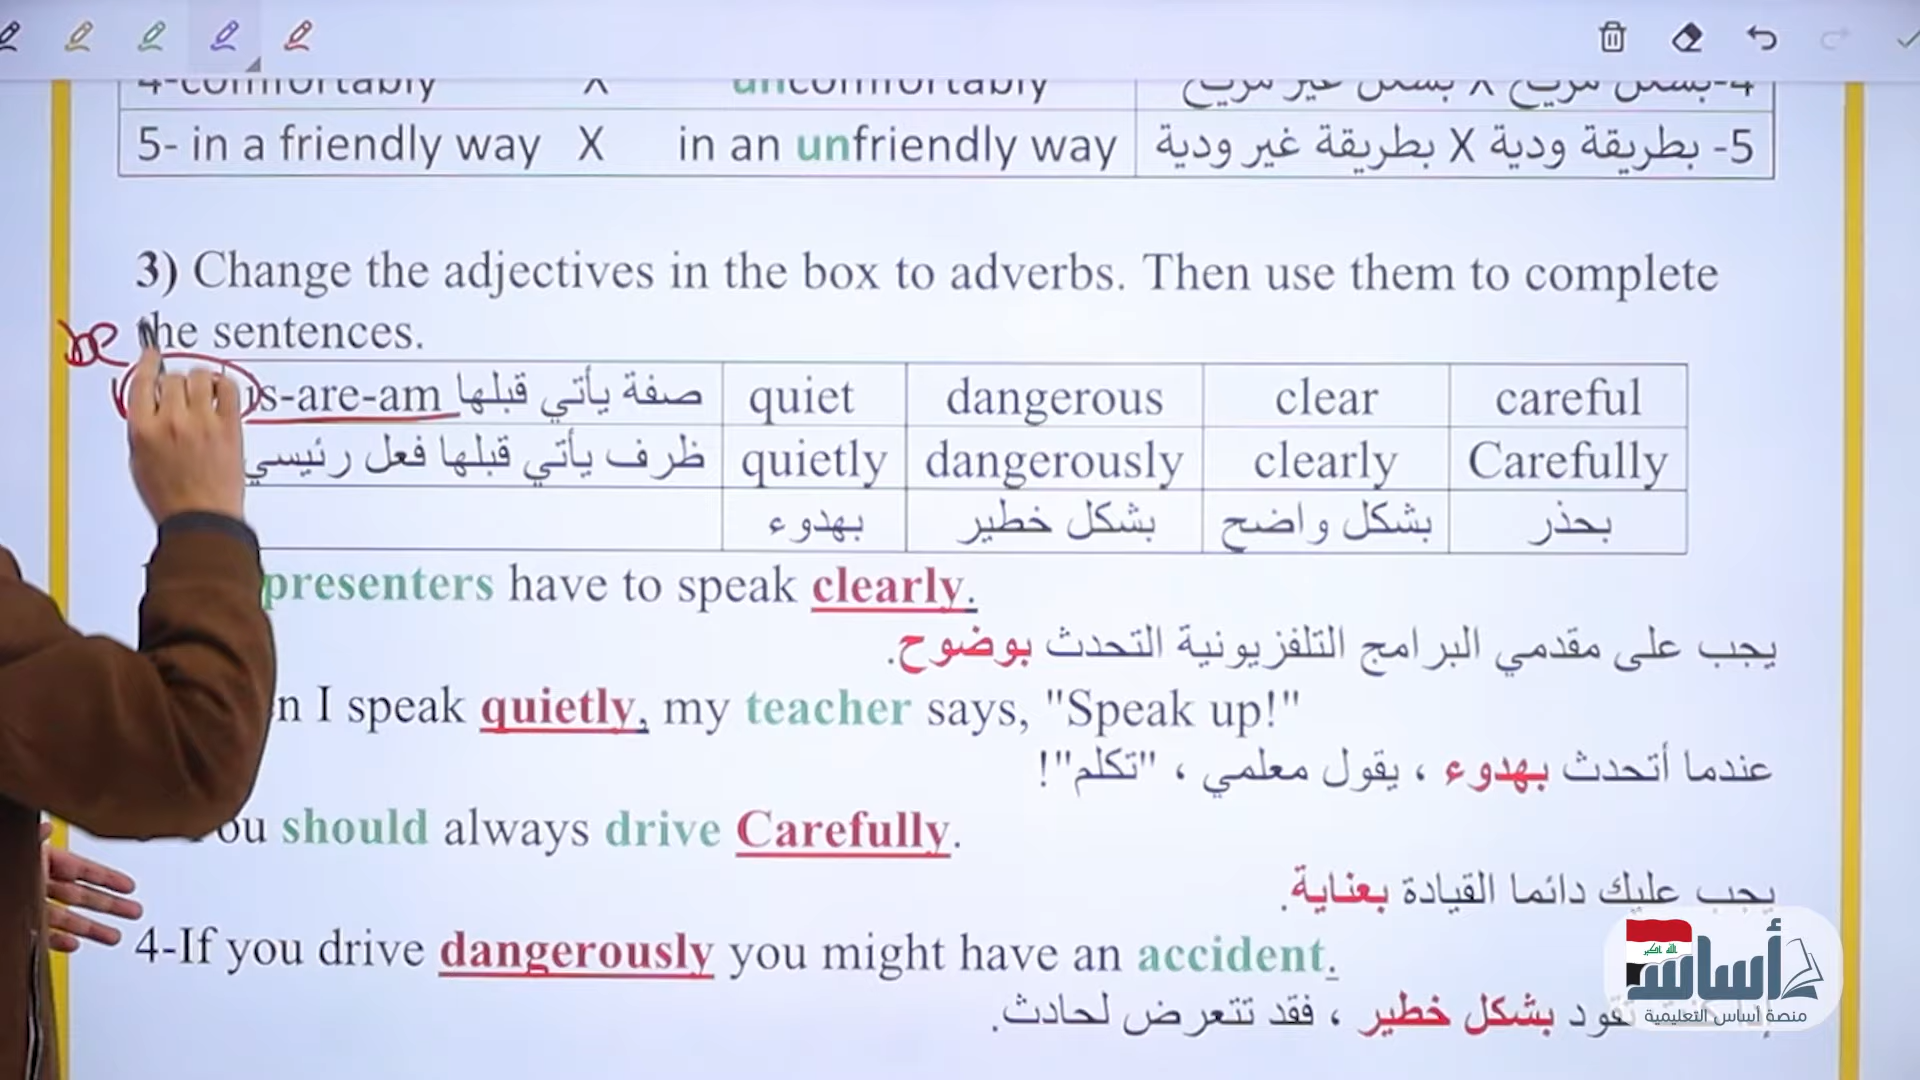 5- in a friendly way X in an unfriendly way 5- بطريقة ودية X بطريقة غير ودية
3) Change the adjectives in the box to adverbs. Then use them to complete
the sentences.
be
is-are-am صفة يأتي قبلها quiet dangerous clear careful
ظرف يأتي قبلها فعل رئيسي quietly dangerously clearly Carefully
بهدوء بشكل خطير بشكل واضح بحذر
presenters have to speak clearly.
يجب على مقدمي البرامج التلفزيونية التحدث بوضوح.
I speak quietly, my teacher says, "Speak up!"
عندما أتحدث بهدوء ، يقول معلمي ، "تكلم"!
should always drive Carefully.
يجب عليك دائما القيادة بعناية.
4-If you drive dangerously you might have an accident.
بشكل خطير ، فقد تتعرض لحادث.
أساس
منصة أساس التعليمية